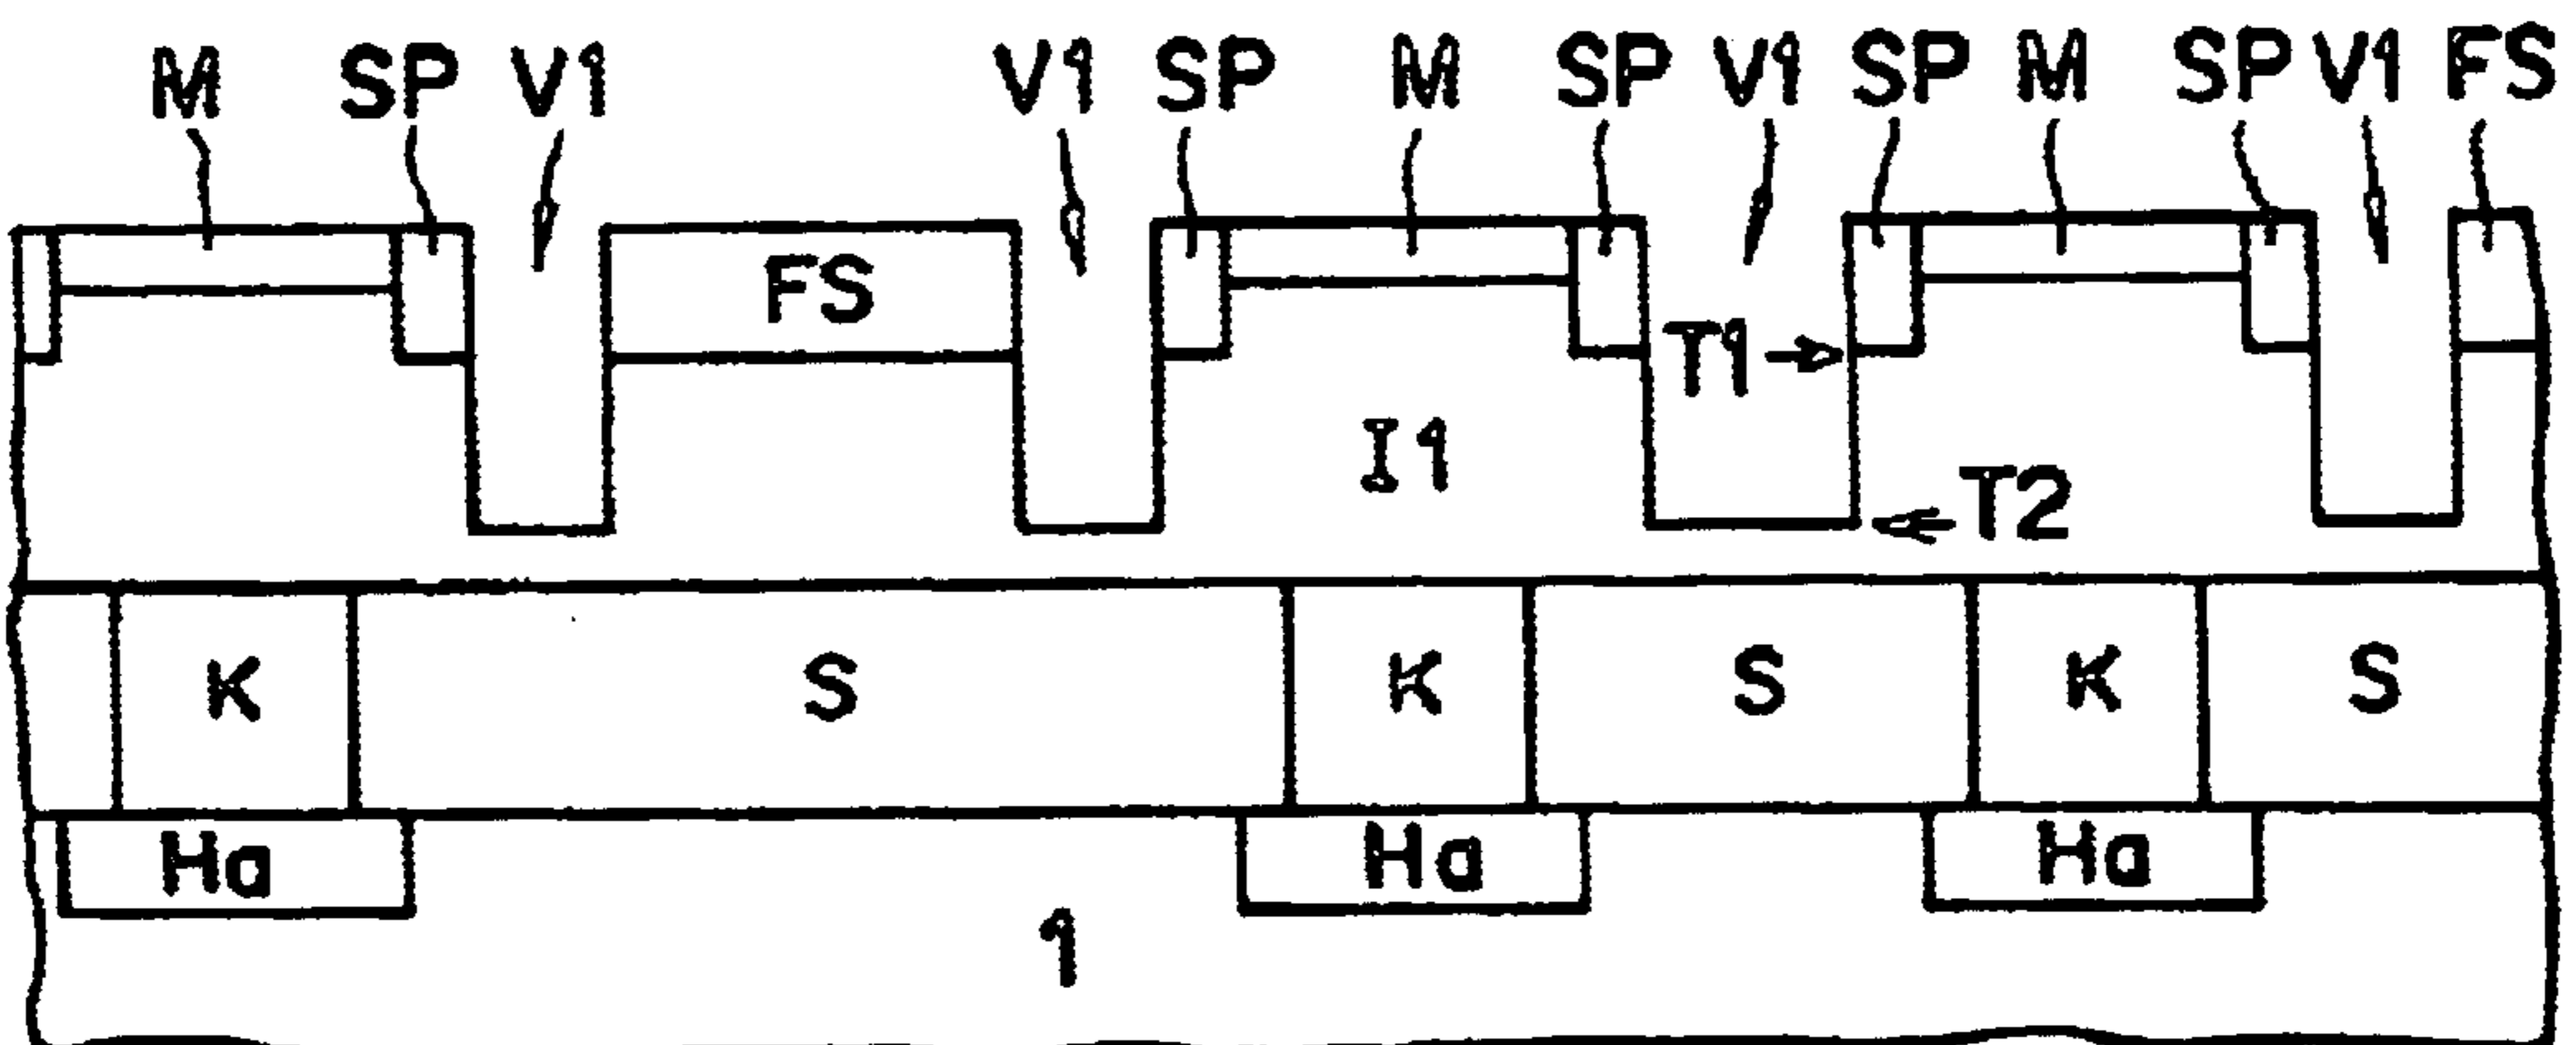 M SP V1 V1 SP M SP V1 SP M SP V1 FS
FS
T1
I1
T2
K S K S K S
Ha Ha Ha
1